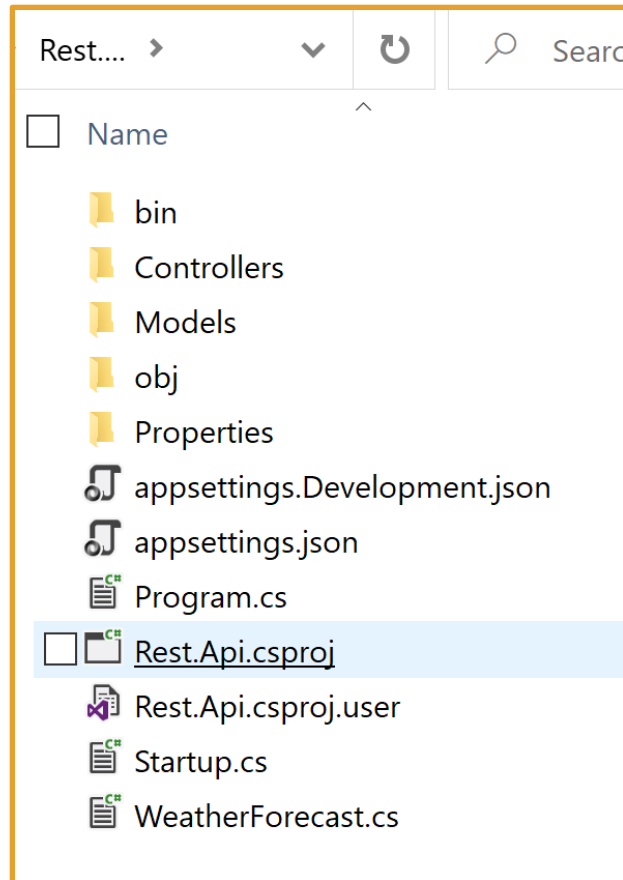 Rest....
Searc
Name
bin
Controllers
Models
obj
Properties
appsettings.Development.json
appsettings.json
C# Program.cs
C# Rest.Api.csproj
Rest.Api.csproj.user
C# Startup.cs
C# WeatherForecast.cs